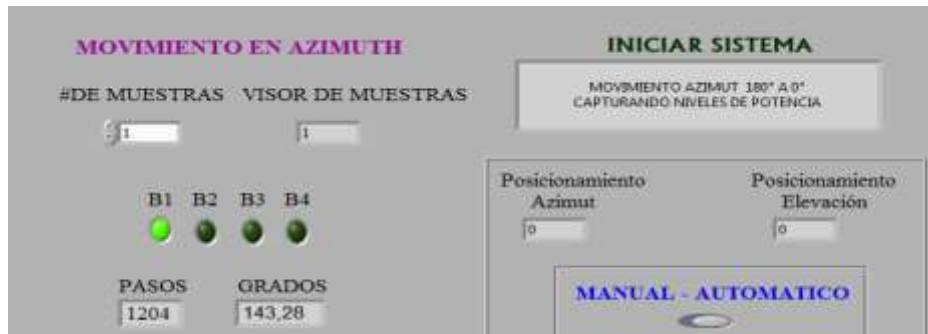 MOVIMIENTO EN AZIMUTH
#DE MUESTRAS VISOR DE MUESTRAS
1 1
B1 B2 B3 B4
PASOS GRADOS
1204 143,28
INICIAR SISTEMA
MOVIMIENTO AZIMUT 180° A 0°
CAPTURANDO NIVELES DE POTENCIA
Posicionamiento Azimut
0
Posicionamiento Elevación
0
MANUAL - AUTOMATICO